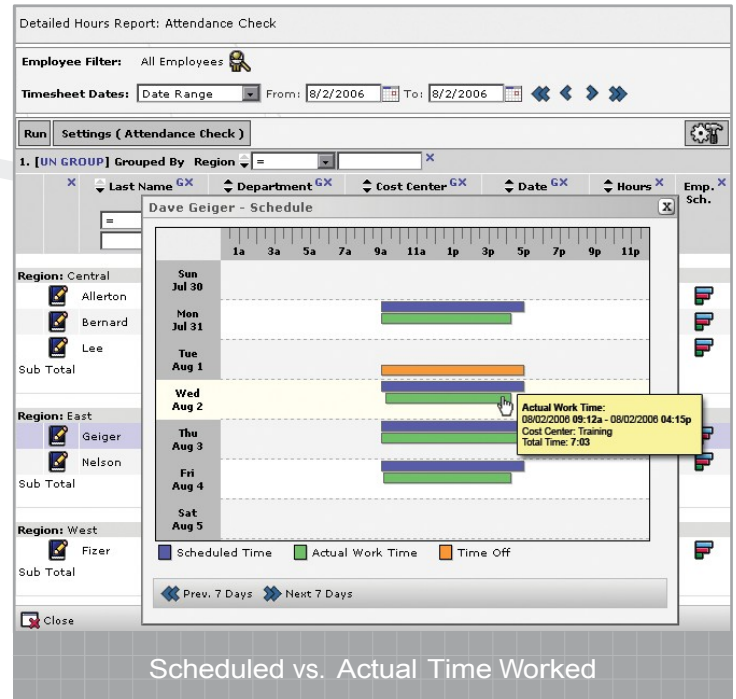 Detailed Hours Report: Attendance Check
Employee Filter: All Employees
Timesheet Dates: Date Range From: 8/2/2006 To: 8/2/2006
Run Settings ( Attendance Check )
1. [UN GROUP] Grouped By Region = X
X Last Name GX Department GX Cost Center GX Date GX Hours X Emp. X
Sch.
=
Dave Geiger - Schedule X
1a 3a 5a 7a 9a 11a 1p 3p 5p 7p 9p 11p
Region: Central
Allerton
Bernard
Lee
Sub Total
Region: East
Geiger
Nelson
Sub Total
Region: West
Fizer
Sub Total
Sun
Jul 30
Mon
Jul 31
Tue
Aug 1
Wed
Aug 2
Thu
Aug 3
Fri
Aug 4
Sat
Aug 5
Actual Work Time:
08/02/2006 09:12a - 08/02/2006 04:15p
Cost Center: Training
Total Time: 7:03
Scheduled Time Actual Work Time Time Off
Prev. 7 Days Next 7 Days
Close
Scheduled vs. Actual Time Worked